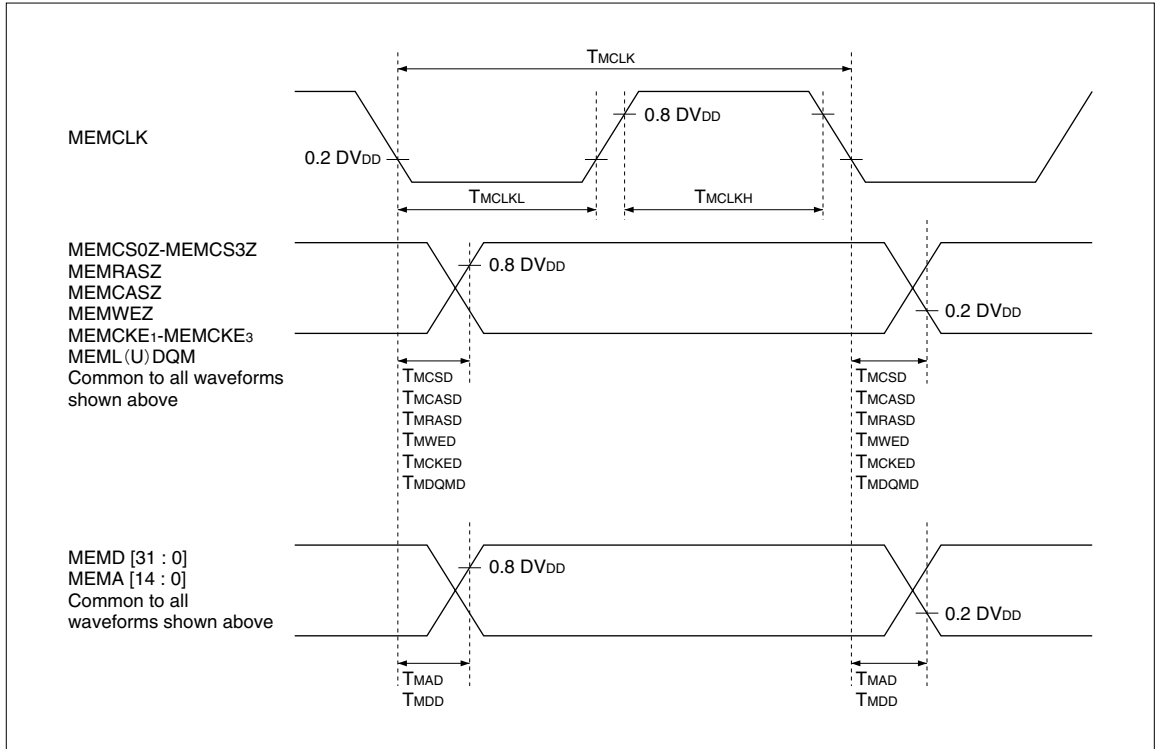 TMCLK
MEMCLK
0.8 DVDD
0.2 DVDD
TMCLKL
TMCLKH
MEMCS0Z-MEMCS3Z
MEMRASZ
MEMCASZ
MEMWEZ
MEMCKE1-MEMCKE3
MEML(U)DQM
Common to all waveforms
shown above
0.8 DVDD
0.2 DVDD
TMCSD
TMCASD
TMRASD
TMWED
TMCKED
TMDQMD
TMCSD
TMCASD
TMRASD
TMWED
TMCKED
TMDQMD
MEMD [31 : 0]
MEMA [14 : 0]
Common to all
waveforms shown above
0.8 DVDD
0.2 DVDD
TMAD
TMDD
TMAD
TMDD